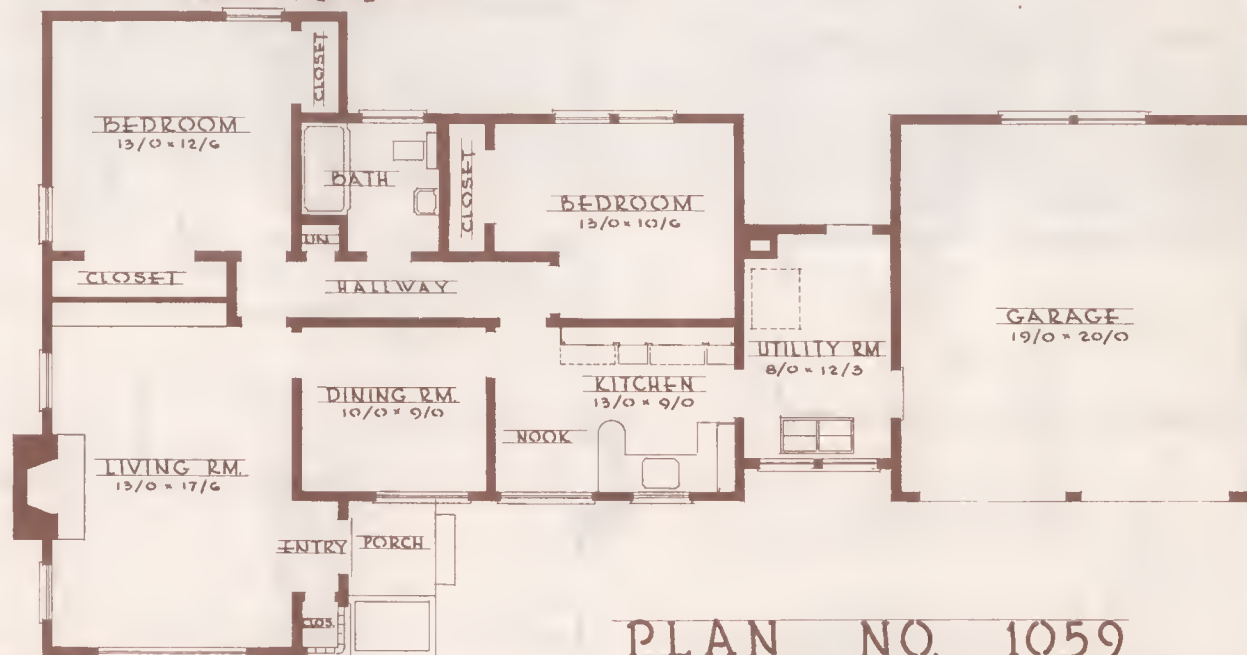 CLOSET
BEDROOM
13/0 x 12/6
BATH
CLOSET
BEDROOM
13/0 x 10/6
LIN
CLOSET
HALLWAY
GARAGE
19/0 x 20/0
UTILITY RM
8/0 x 12/3
DINING RM.
10/0 x 9/0
KITCHEN
13/0 x 9/0
NOOK
LIVING RM.
13/0 x 17/6
ENTRY
PORCH
CLOS.
PLAN NO. 1059